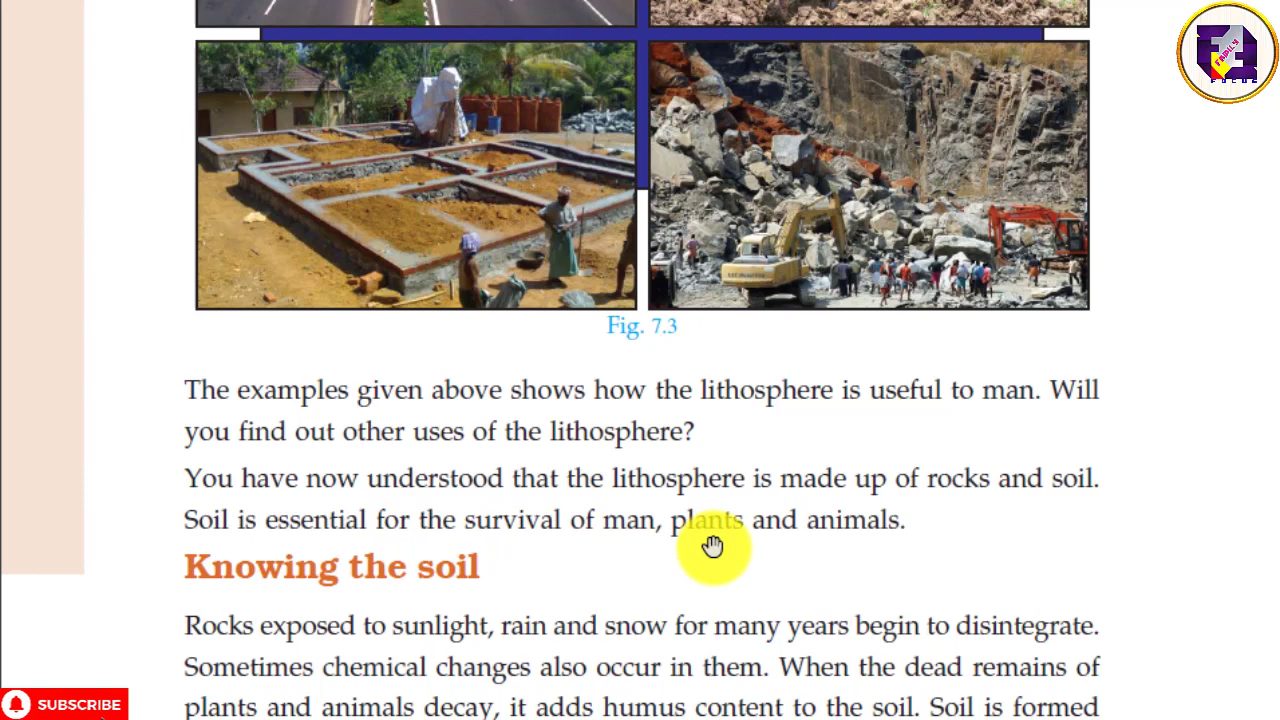 FAMILY
FOCUS
Fig. 7.3
The examples given above shows how the lithosphere is useful to man. Will
you find out other uses of the lithosphere?
You have now understood that the lithosphere is made up of rocks and soil.
Soil is essential for the survival of man, plants and animals.
Knowing the soil
Rocks exposed to sunlight, rain and snow for many years begin to disintegrate.
Sometimes chemical changes also occur in them. When the dead remains of
plants and animals decay, it adds humus content to the soil. Soil is formed
SUBSCRIBE